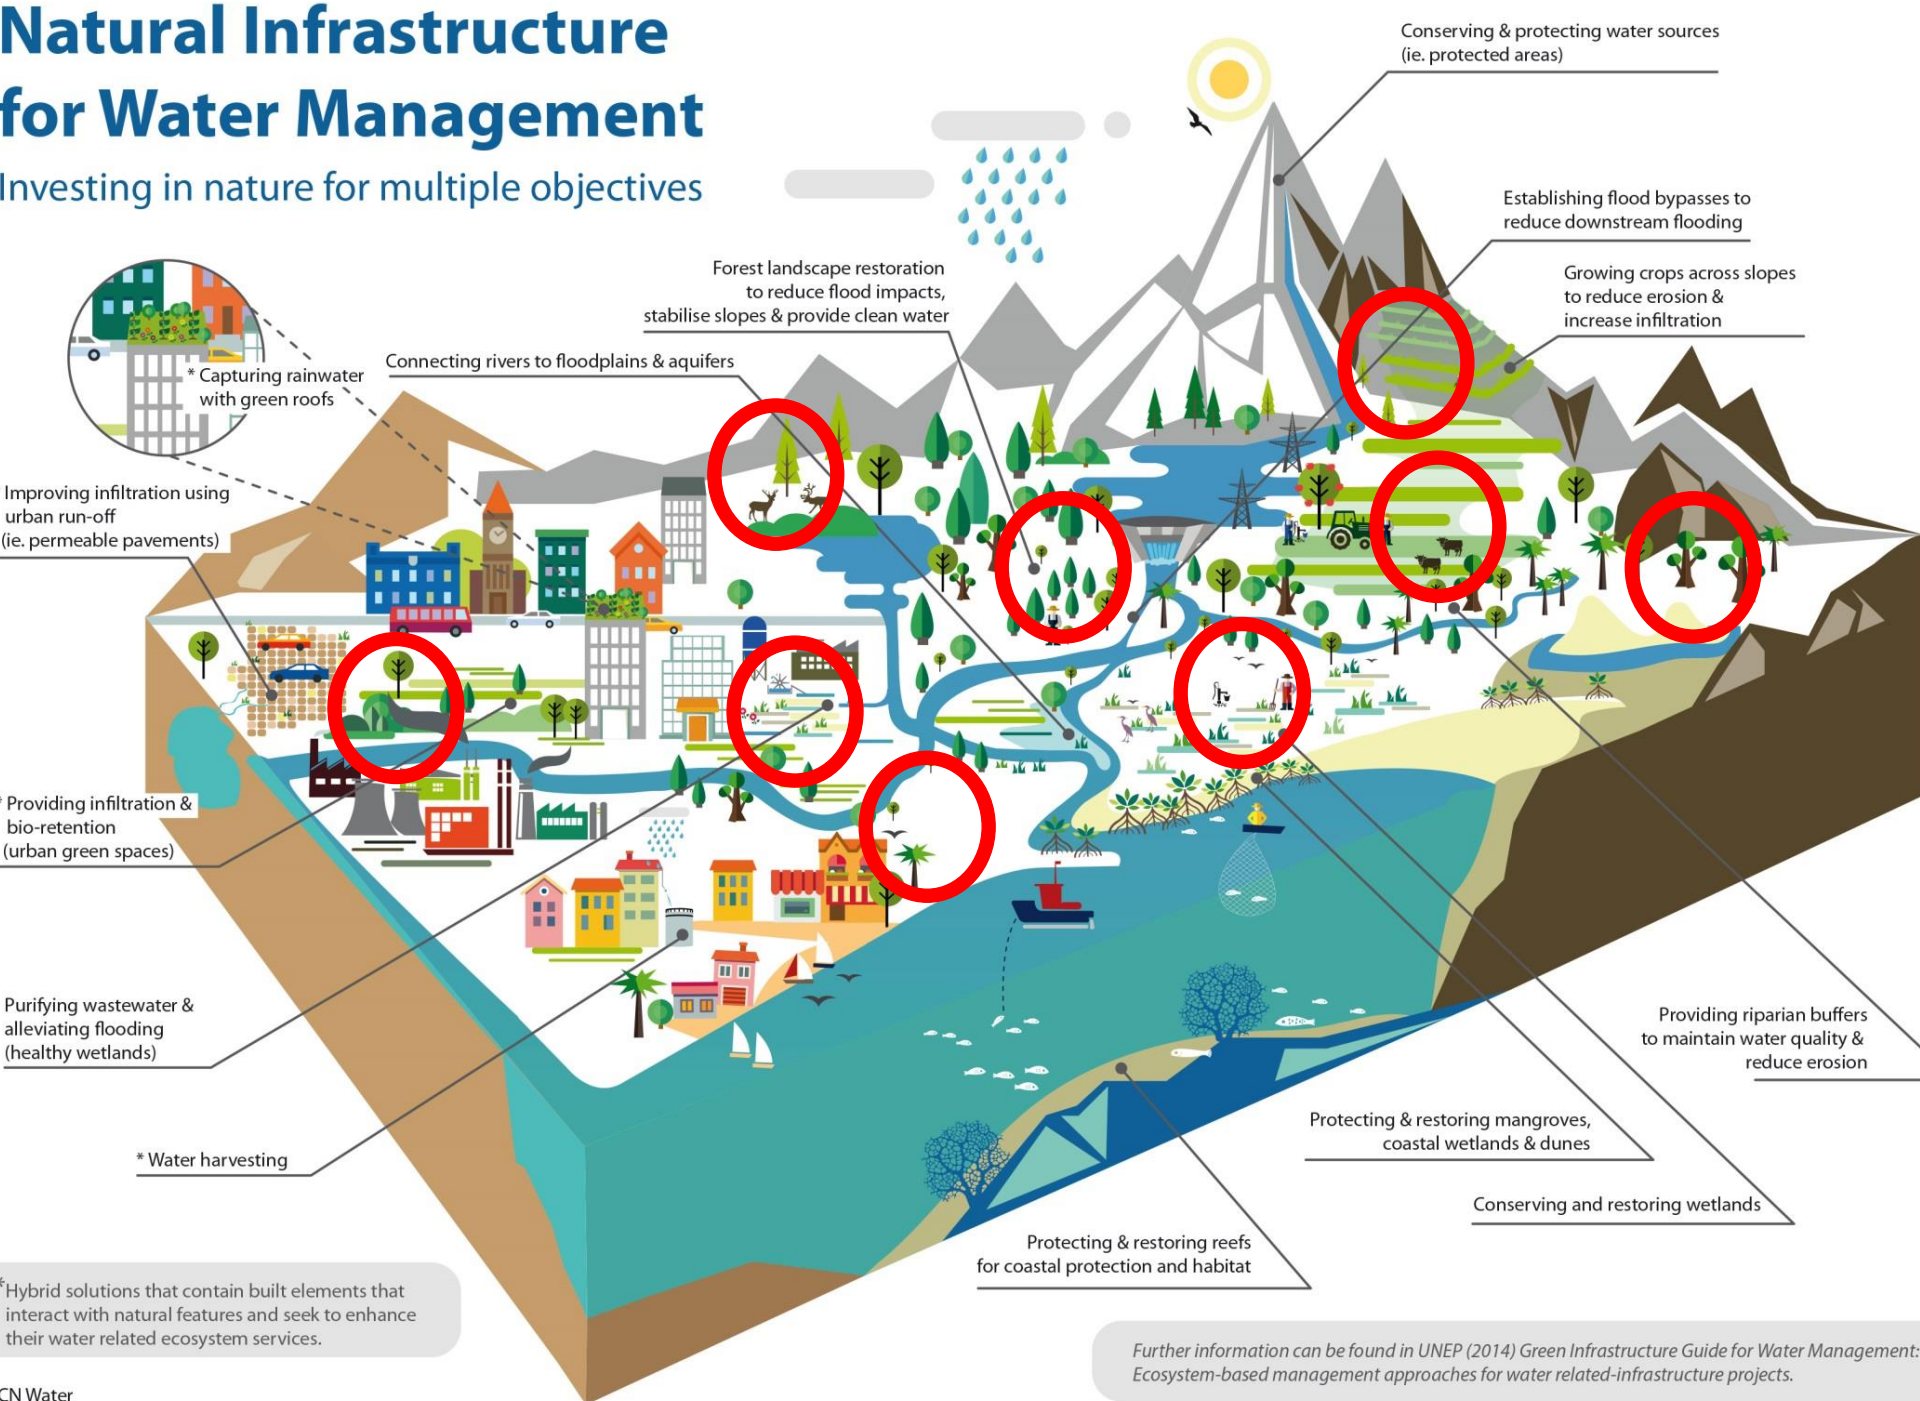 Natural Infrastructure
for Water Management
Investing in nature for multiple objectives
Conserving & protecting water sources
(ie. protected areas)
Establishing flood bypasses to
reduce downstream flooding
Growing crops across slopes
to reduce erosion &
increase infiltration
Forest landscape restoration
to reduce flood impacts,
stabilise slopes & provide clean water
Connecting rivers to floodplains & aquifers
* Capturing rainwater
with green roofs
Improving infiltration using
urban run-off
(ie. permeable pavements)
* Providing infiltration &
bio-retention
(urban green spaces)
Purifying wastewater &
alleviating flooding
(healthy wetlands)
* Water harvesting
Providing riparian buffers
to maintain water quality &
reduce erosion
Protecting & restoring mangroves,
coastal wetlands & dunes
Conserving and restoring wetlands
Protecting & restoring reefs
for coastal protection and habitat
*Hybrid solutions that contain built elements that
interact with natural features and seek to enhance
their water related ecosystem services.
Further information can be found in UNEP (2014) Green Infrastructure Guide for Water Management:
Ecosystem-based management approaches for water related-infrastructure projects.
CN Water